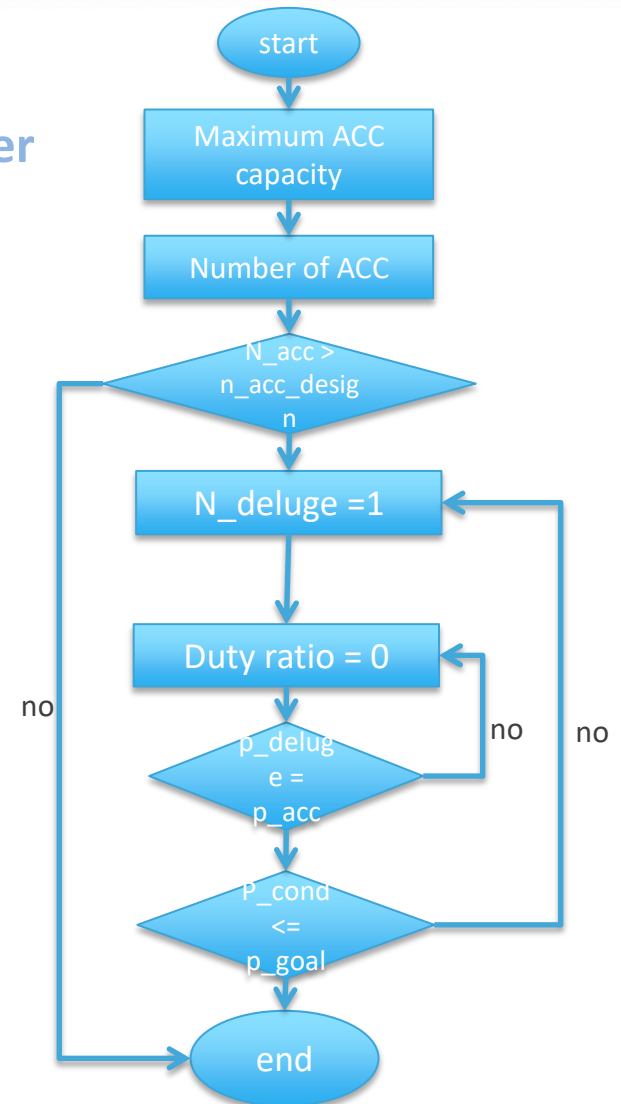 start
er
Maximum ACC
capacity
Number of ACC
N_acc >
n_acc_desig
n
N_deluge =1
Duty ratio = 0
no
no
no
p_delug
e =
p_acc
P_cond
<=
p_goal
end